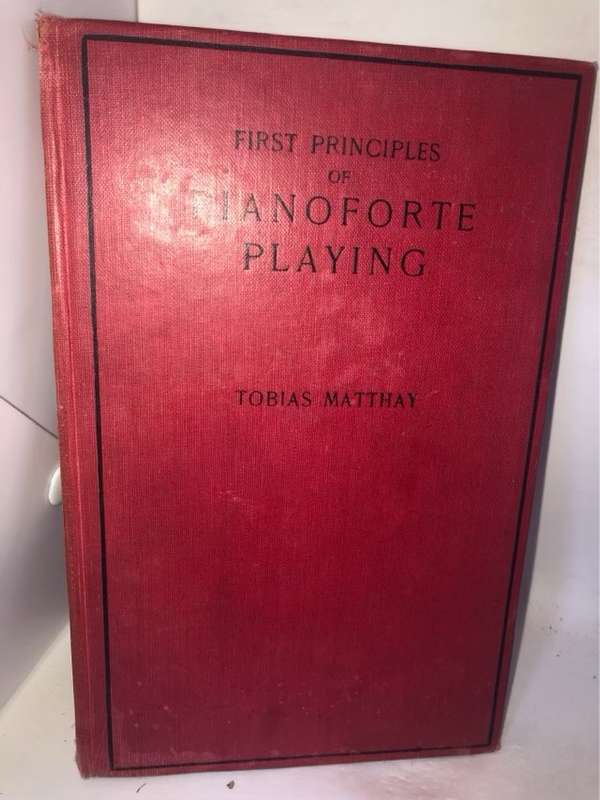 FIRST PRINCIPLES
OF
PIANOFORTE
PLAYING
TOBIAS MATTHAY